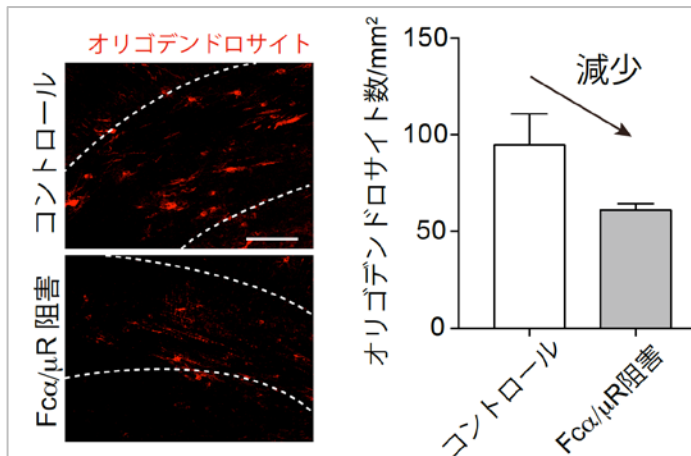 オリゴデンドロサイト
コントロール
Fcα/μR 阻害
オリゴデンドロサイト数/mm²
150
100
50
0
減少
コントロール
Fcα/μR阻害